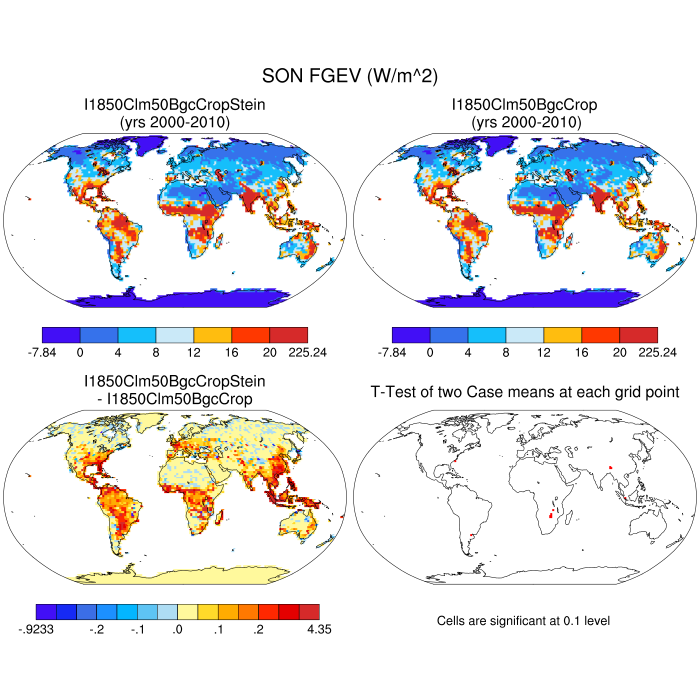 SON FGEV (W/m^2)
I1850Clm50BgcCropStein
(yrs 2000-2010)
I1850Clm50BgcCrop
(yrs 2000-2010)
-7.84 0 4 8 12 16 20 225.24
-7.84 0 4 8 12 16 20 225.24
I1850Clm50BgcCropStein
- I1850Clm50BgcCrop
T-Test of two Case means at each grid point
-.9233 -.2 -.1 .0 .1 .2 4.35
Cells are significant at 0.1 level